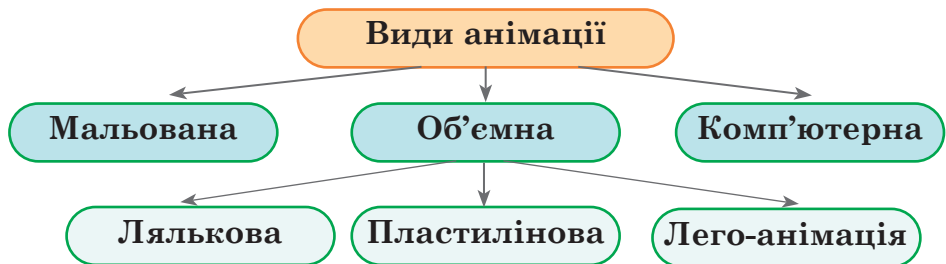 Види анімації
Мальована
Об’ємна
Комп’ютерна
Лялькова
Пластилінова
Лего-анімація